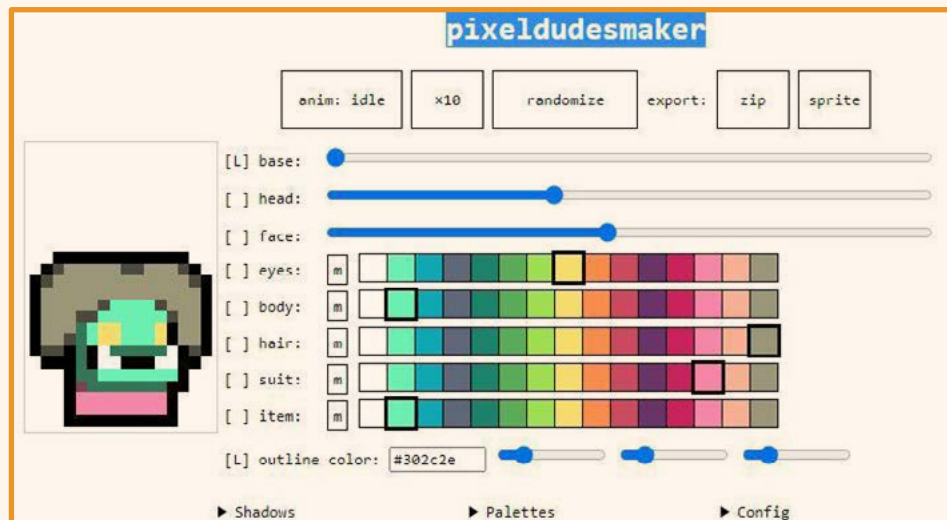 pixeldudesmaker
anim: idle ×10 randomize export: zip sprite
[L] base:
[ ] head:
[ ] face:
[ ] eyes: m
[ ] body: m
[ ] hair: m
[ ] suit: m
[ ] item: m
[L] outline color: #302c2e
▶ Shadows ▶ Palettes ▶ Config